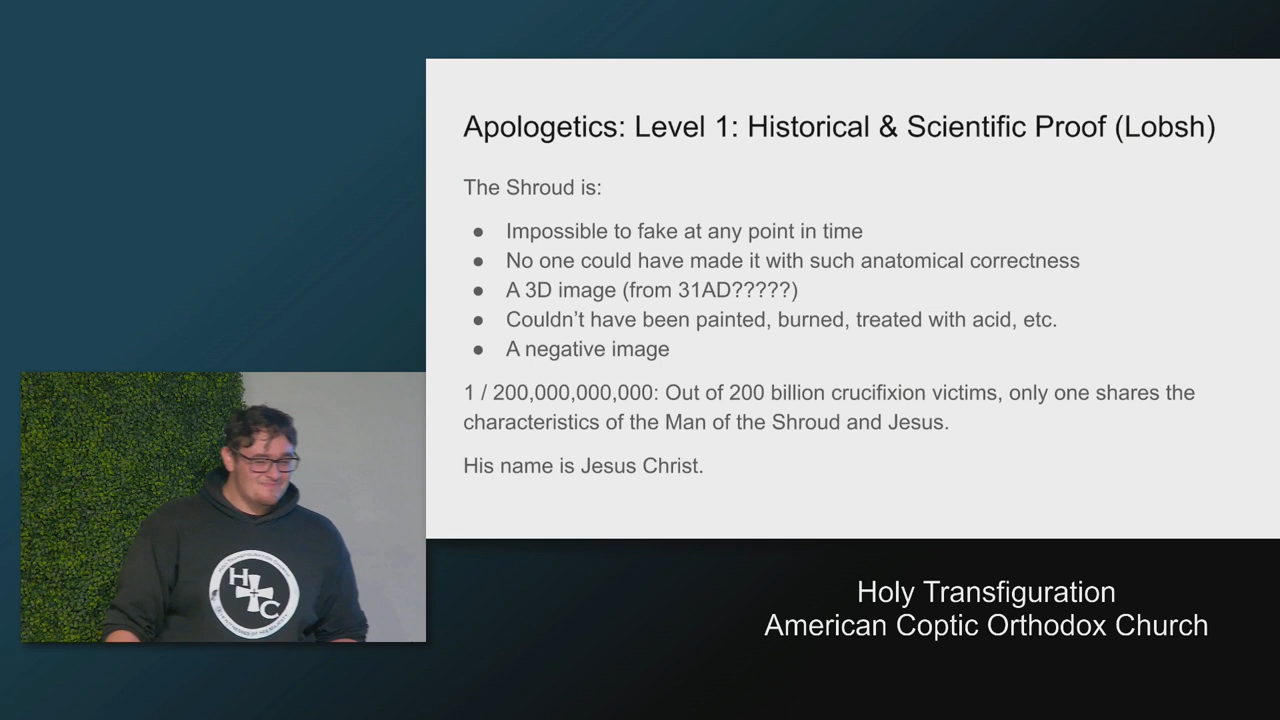 Apologetics: Level 1: Historical & Scientific Proof (Lobsh)
The Shroud is:
● Impossible to fake at any point in time
● No one could have made it with such anatomical correctness
● A 3D image (from 31AD?????)
● Couldn’t have been painted, burned, treated with acid, etc.
● A negative image
1 / 200,000,000,000: Out of 200 billion crucifixion victims, only one shares the
characteristics of the Man of the Shroud and Jesus.
His name is Jesus Christ.
H
C
Holy Transfiguration
American Coptic Orthodox Church